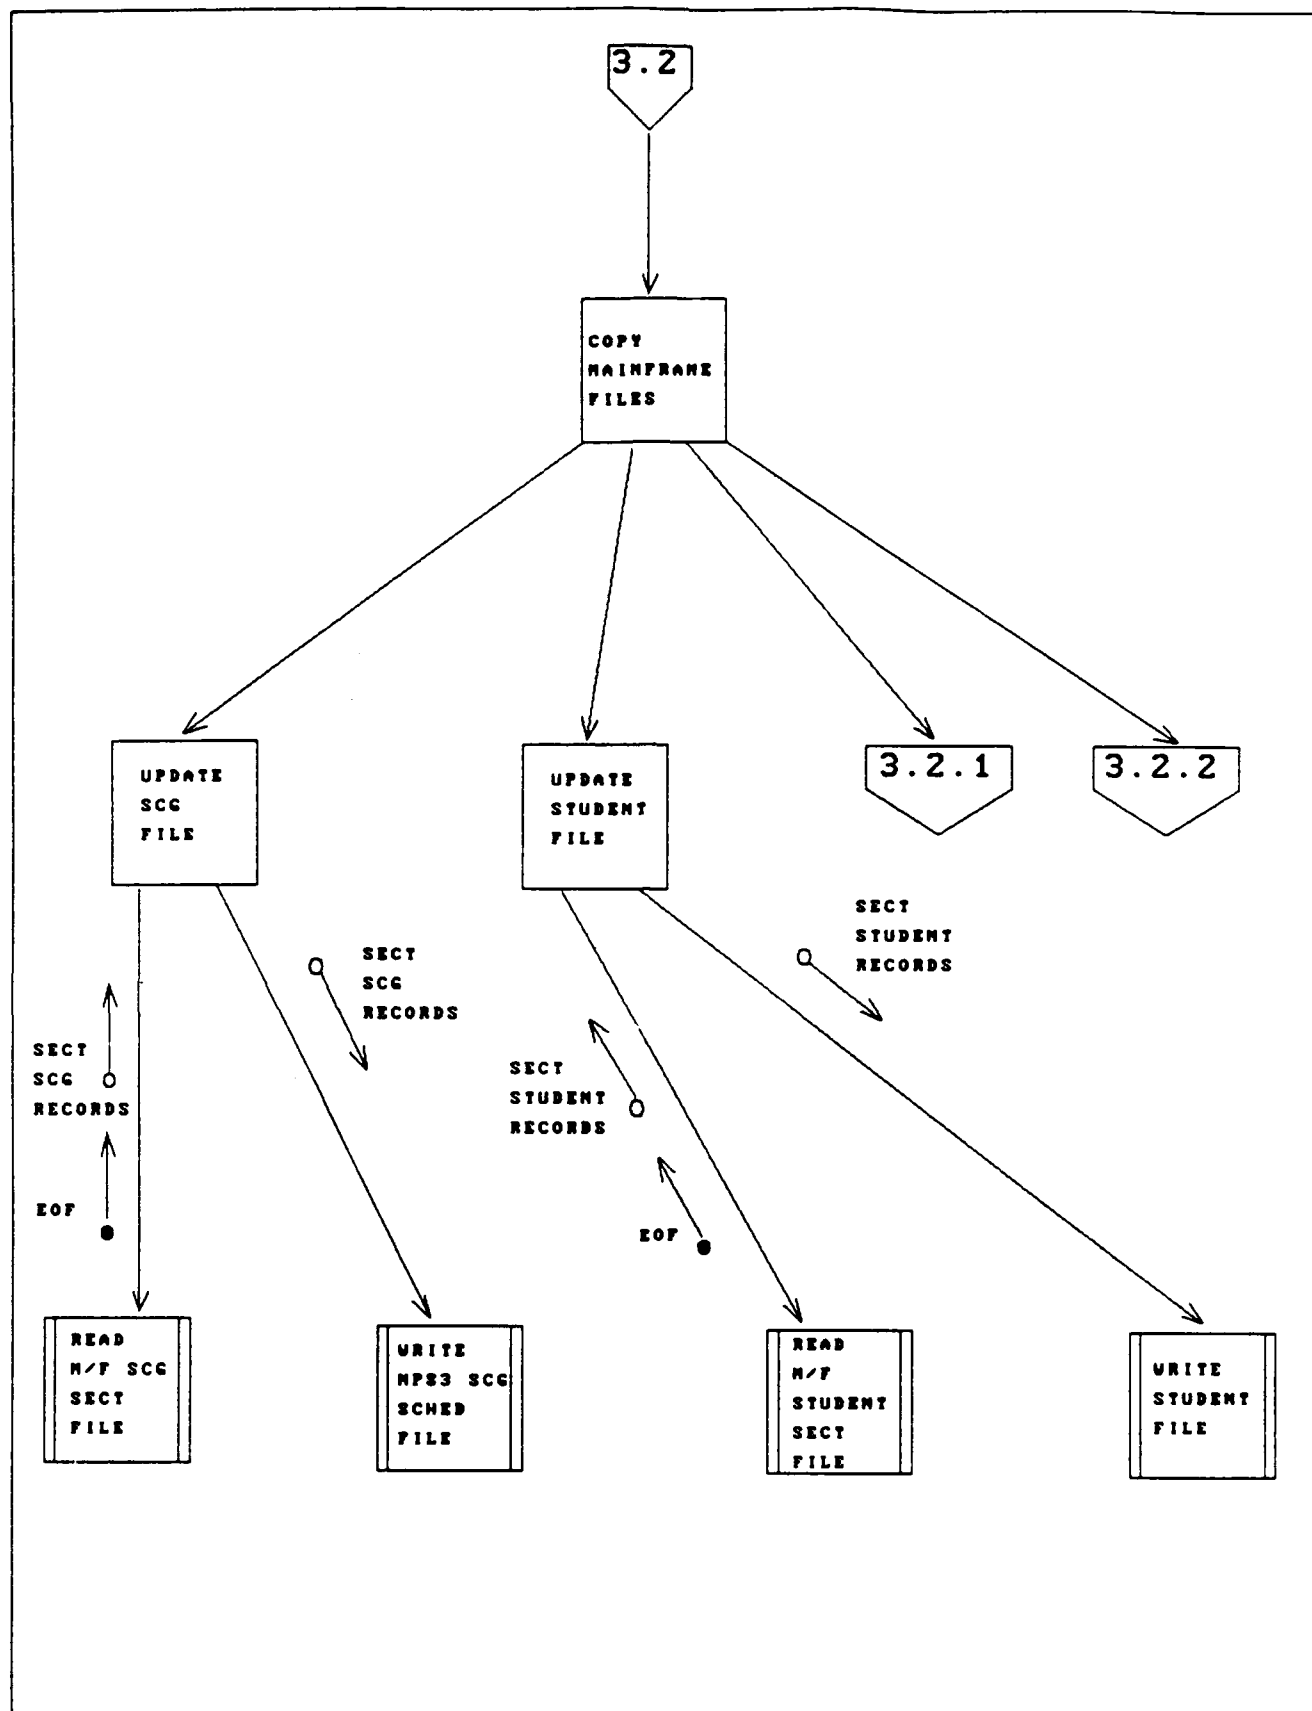 3.2
COPY
MAINFRAME
FILES
UPDATE
SCG
FILE
UPDATE
STUDENT
FILE
3.2.1
3.2.2
SECT
STUDENT
RECORDS
SECT
SCG
RECORDS
SECT
SCG
RECORDS
SECT
STUDENT
RECORDS
EOF
EOF
READ
M/F SCG
SECT
FILE
WRITE
MPS3 SCG
SCHED
FILE
READ
M/F
STUDENT
SECT
FILE
WRITE
STUDENT
FILE